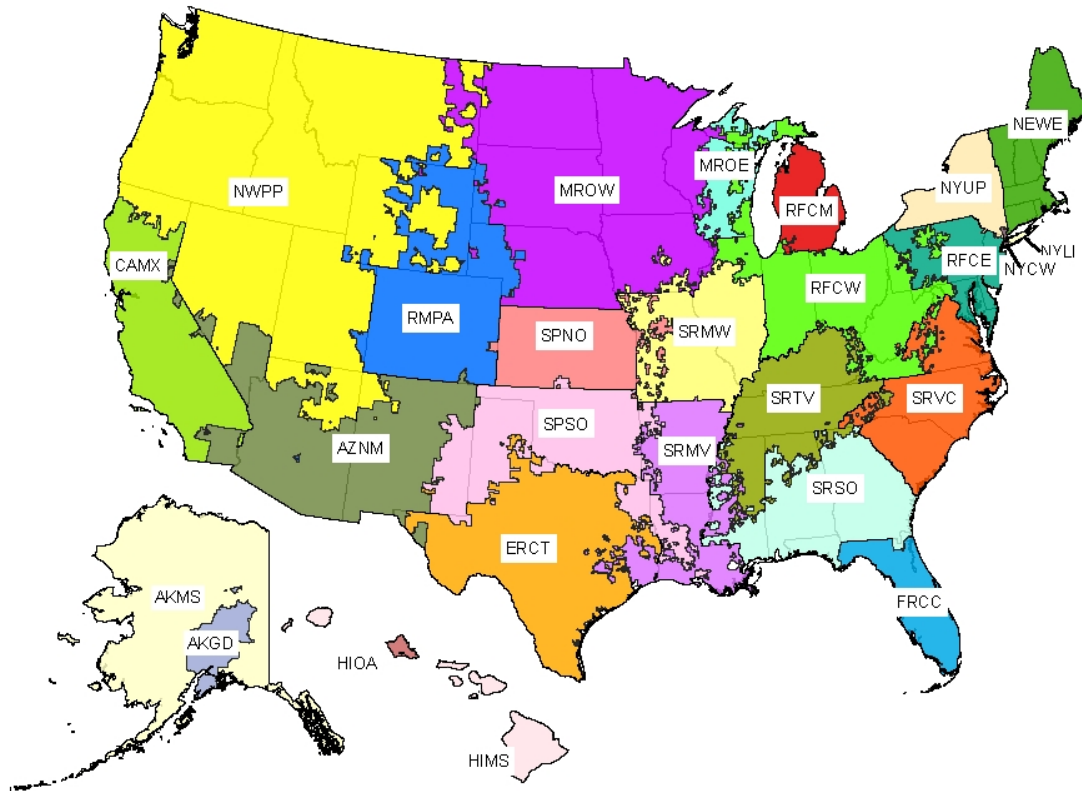 NEWE
MROE
NWPP
MROW
NYUP
RFCM
NYLI
CAMX
RFCE
NYCW
RFCW
SRMW
RMPA
SPNO
SRTV
SRVC
SPSO
AZNM
SRMV
SRSO
ERCT
AKMS
FRCC
AKGD
HIOA
HIMS